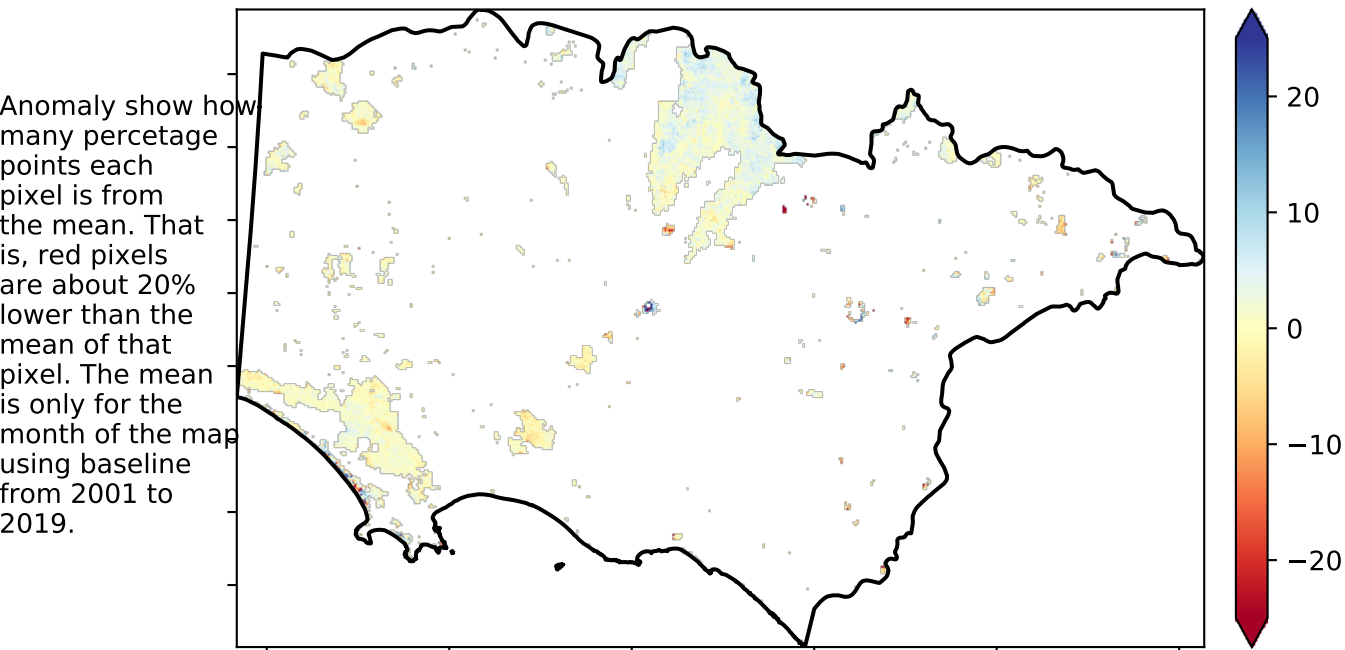 Anomaly show how
many percetage
points each
pixel is from
the mean. That
is, red pixels
are about 20%
lower than the
mean of that
pixel. The mean
is only for the
month of the map
using baseline
from 2001 to
2019.
20
10
0
−10
−20